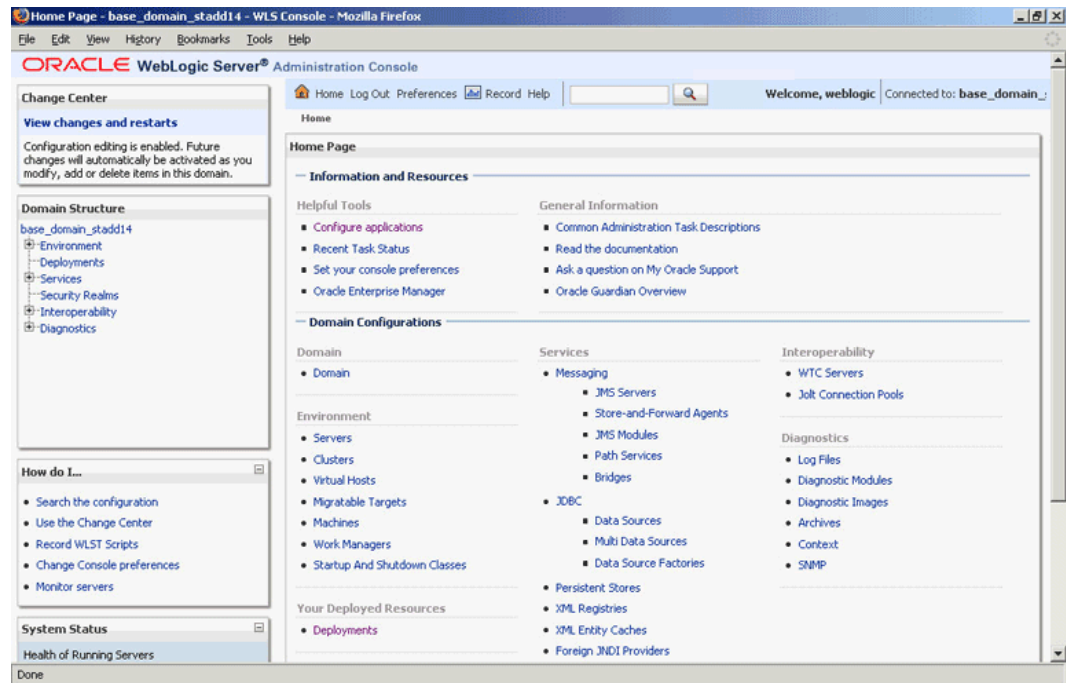 Home Page - base_domain_stadd14 - WLS Console - Mozilla Firefox
File Edit View History Bookmarks Tools Help
ORACLE WebLogic Server® Administration Console
Change Center
View changes and restarts
Configuration editing is enabled. Future
changes will automatically be activated as you
modify, add or delete items in this domain.
Domain Structure
base_domain_stadd14
Environment
Deployments
Services
Security Realms
Interoperability
Diagnostics
How do I...
Search the configuration
Use the Change Center
Record WLST Scripts
Change Console preferences
Monitor servers
System Status
Health of Running Servers
Home Log Out Preferences Record Help
Welcome, weblogic Connected to: base_domain_
Home
Home Page
Information and Resources
Helpful Tools
Configure applications
Recent Task Status
Set your console preferences
Oracle Enterprise Manager
General Information
Common Administration Task Descriptions
Read the documentation
Ask a question on My Oracle Support
Oracle Guardian Overview
Domain Configurations
Domain
Domain
Environment
Servers
Clusters
Virtual Hosts
Migratable Targets
Machines
Work Managers
Startup And Shutdown Classes
Your Deployed Resources
Deployments
Services
Messaging
JMS Servers
Store-and-Forward Agents
JMS Modules
Path Services
Bridges
JDBC
Data Sources
Multi Data Sources
Data Source Factories
Persistent Stores
XML Registries
XML Entity Caches
Foreign JNDI Providers
Interoperability
WTC Servers
Jolt Connection Pools
Diagnostics
Log Files
Diagnostic Modules
Diagnostic Images
Archives
Context
SNMP
Done